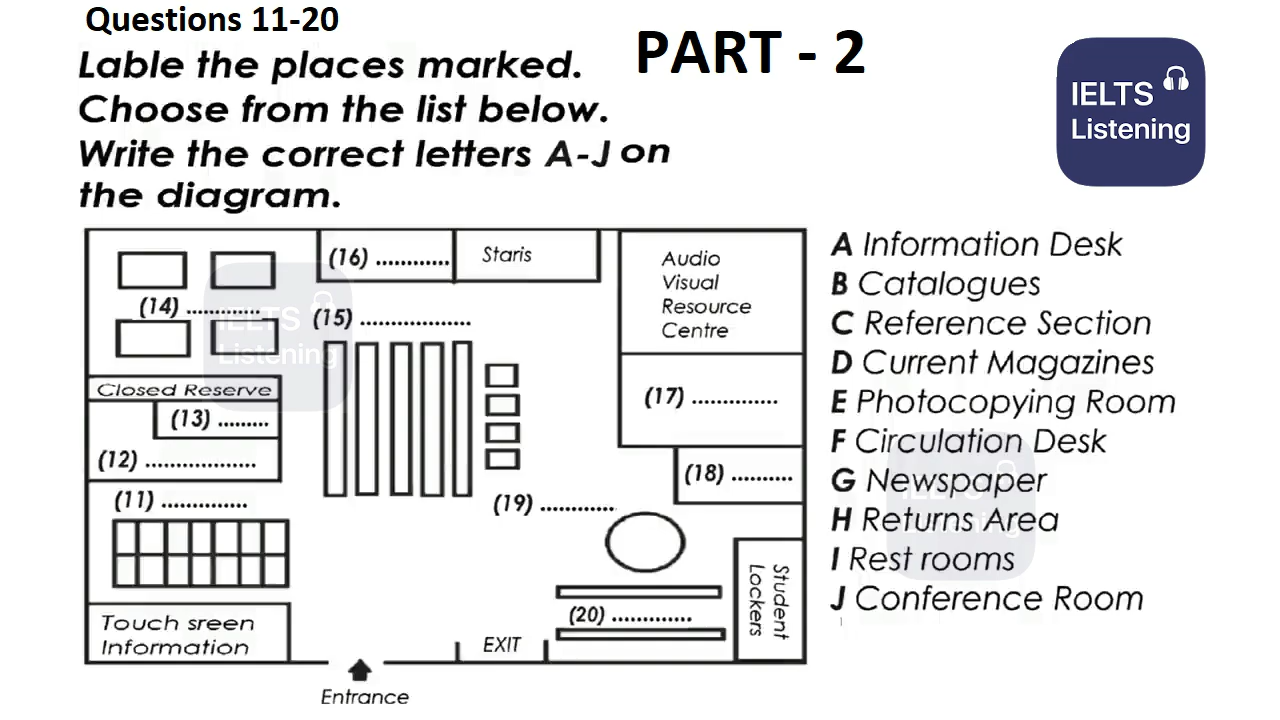 Questions 11-20
PART - 2
Lable the places marked.
Choose from the list below.
Write the correct letters A-J on
the diagram.
IELTS
Listening
(16) ............
Staris
Audio
Visual
Resource
Centre
(14) ............
(15) ..................
IELTS
Listening
Closed Reserve
(13) .........
(12) ..................
(11) ..............
(17) ..............
(18) ..........
(19) ............
(20) .............
Student
Lockers
Touch sreen
Information
EXIT
Entrance
A Information Desk
B Catalogues
C Reference Section
D Current Magazines
E Photocopying Room
F Circulation Desk
G Newspaper
H Returns Area
I Rest rooms
J Conference Room